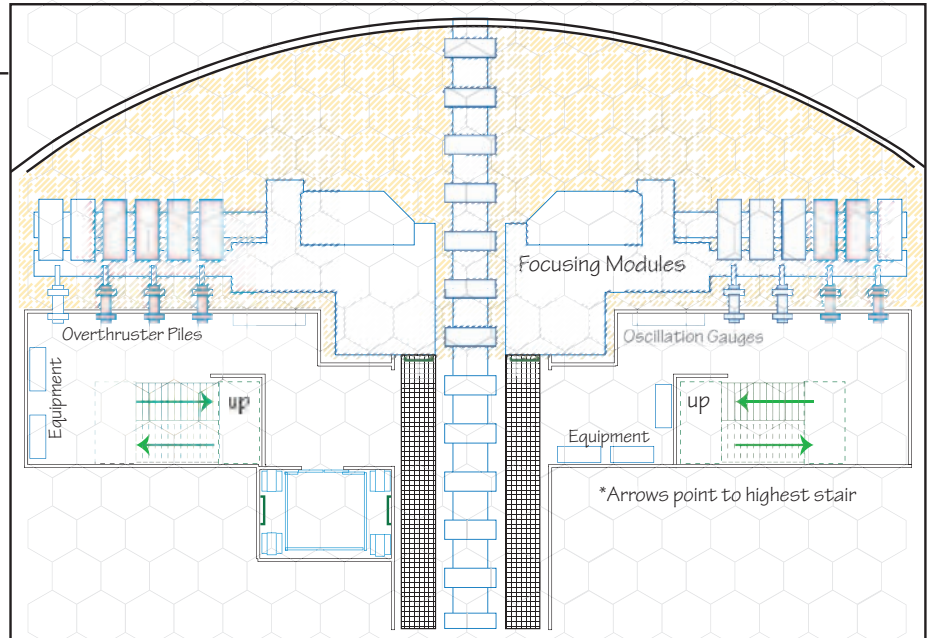 Focusing Modules
Overthruster Piles
Oscillation Gauges
Equipment
up
up
Equipment
*Arrows point to highest stair